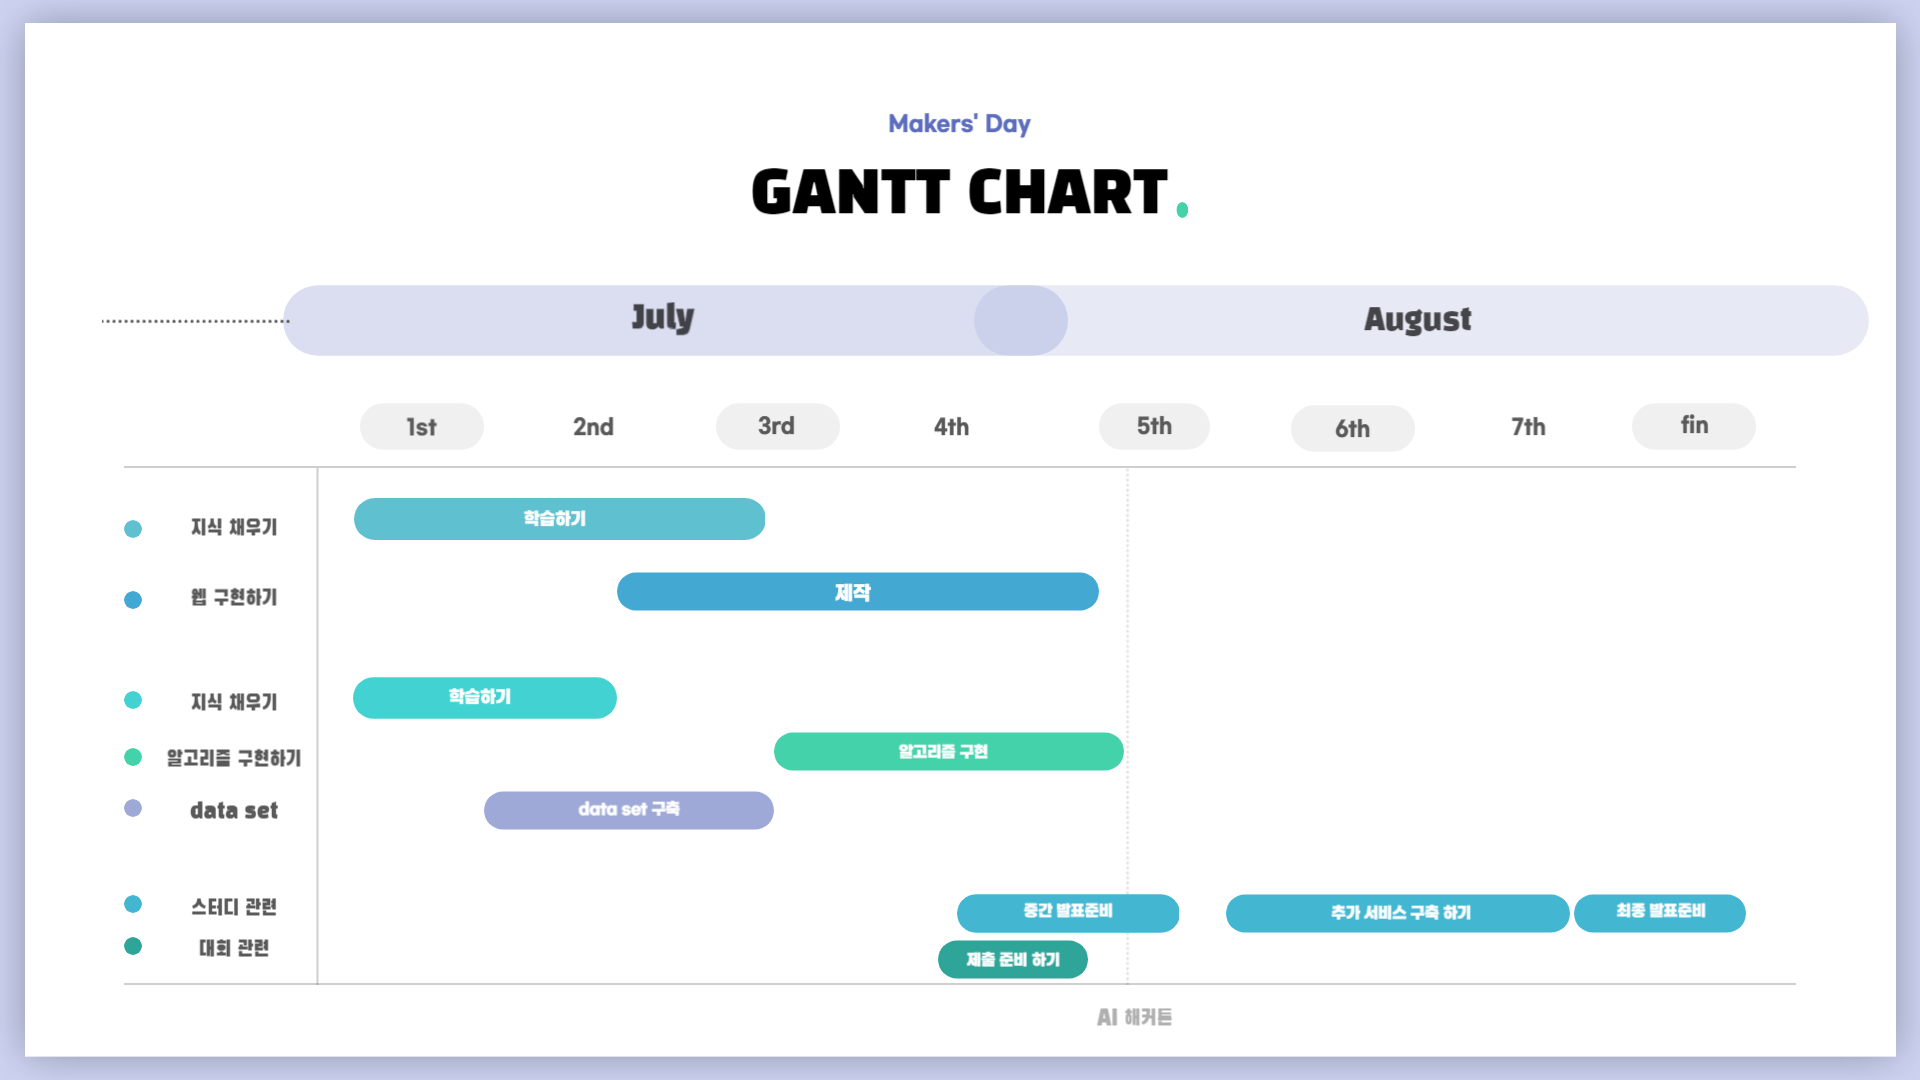 Makers' Day
GANTT CHART.
July
August
1st
2nd
3rd
4th
5th
6th
7th
fin
지식 채우기
학습하기
웹 구현하기
제작
지식 채우기
학습하기
알고리즘 구현하기
알고리즘 구현
data set
data set 구축
스터디 관련
중간 발표준비
추가 서비스 구축 하기
최종 발표준비
대회 관련
제출 준비 하기
AI 해커톤